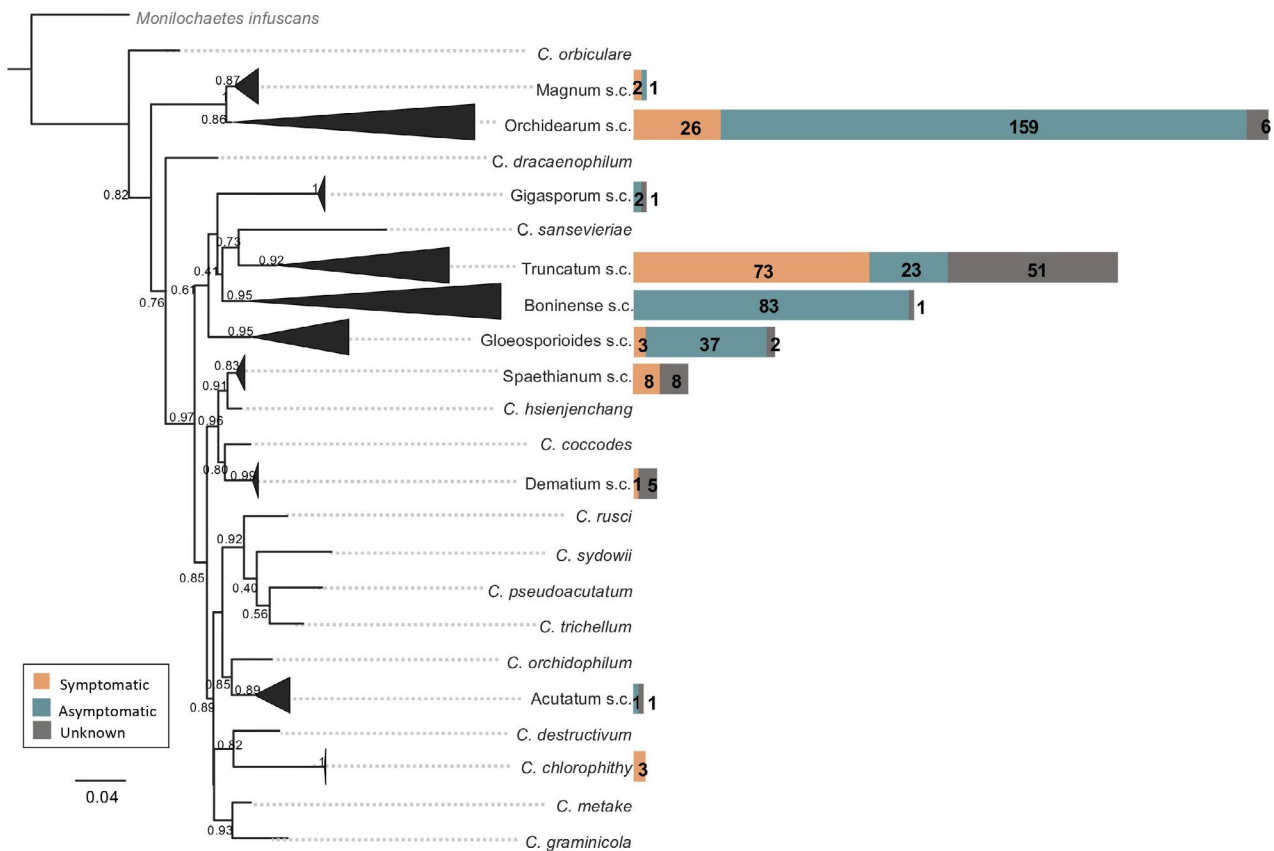 Monilochaetes infuscans
C. orbiculare
0.87
Magnum s.c. 2 1
1
0.86
Orchidearum s.c. 26 159 6
C. dracaenophilum
0.82
1
Gigasporum s.c. 2 1
C. sansevieriae
0.73
0.92
Truncatum s.c. 73 23 51
0.41
0.61
0.76
0.95
Boninense s.c. 83 1
0.95
Gloeosporioides s.c. 3 37 2
0.83
Spaethianum s.c. 8 8
0.91
C. hsienjenchang
0.97
0.96
C. coccodes
0.80
0.99
Dematium s.c. 1 5
C. rusci
0.92
C. sydowii
0.85
0.40
C. pseudoacutatum
0.56
C. trichellum
C. orchidophilum
0.85
0.89
Acutatum s.c. 1 1
0.89
C. destructivum
0.82
1
C. chlorophithy 3
C. metake
0.93
C. graminicola
Symptomatic
Asymptomatic
Unknown
0.04